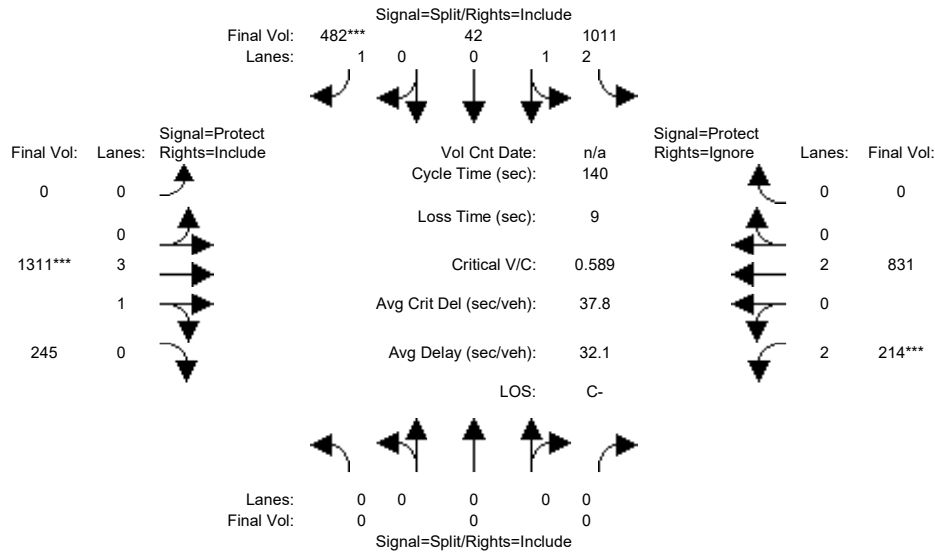 Signal=Split/Rights=Include
Final Vol: 482*** 42 1011
Lanes: 1 0 0 1 2
Signal=Protect Signal=Protect
Final Vol: Lanes: Rights=Include Vol Cnt Date: n/a Rights=Ignore Lanes: Final Vol:
Cycle Time (sec): 140
0 0 0 0
Loss Time (sec): 9
0 0
1311*** 3 Critical V/C: 0.589 2 831
1 Avg Crit Del (sec/veh): 37.8 0
245 0 Avg Delay (sec/veh): 32.1 2 214***
LOS: C-
Lanes: 0 0 0 0 0
Final Vol: 0 0 0
Signal=Split/Rights=Include